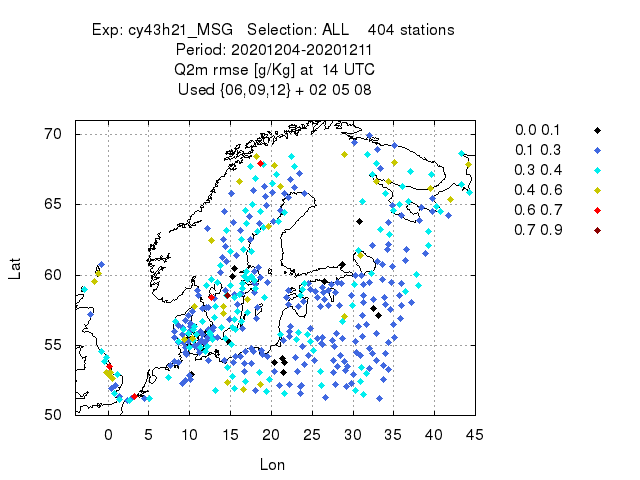 Exp: cy43h21_MSG   Selection: ALL    404 stations
Period: 20201204-20201211
Q2m rmse [g/Kg] at  14 UTC
Used {06,09,12} + 02 05 08
70
65
60
55
50
0 5 10 15 20 25 30 35 40 45
Lat
Lon
0.0 0.1
0.1 0.3
0.3 0.4
0.4 0.6
0.6 0.7
0.7 0.9